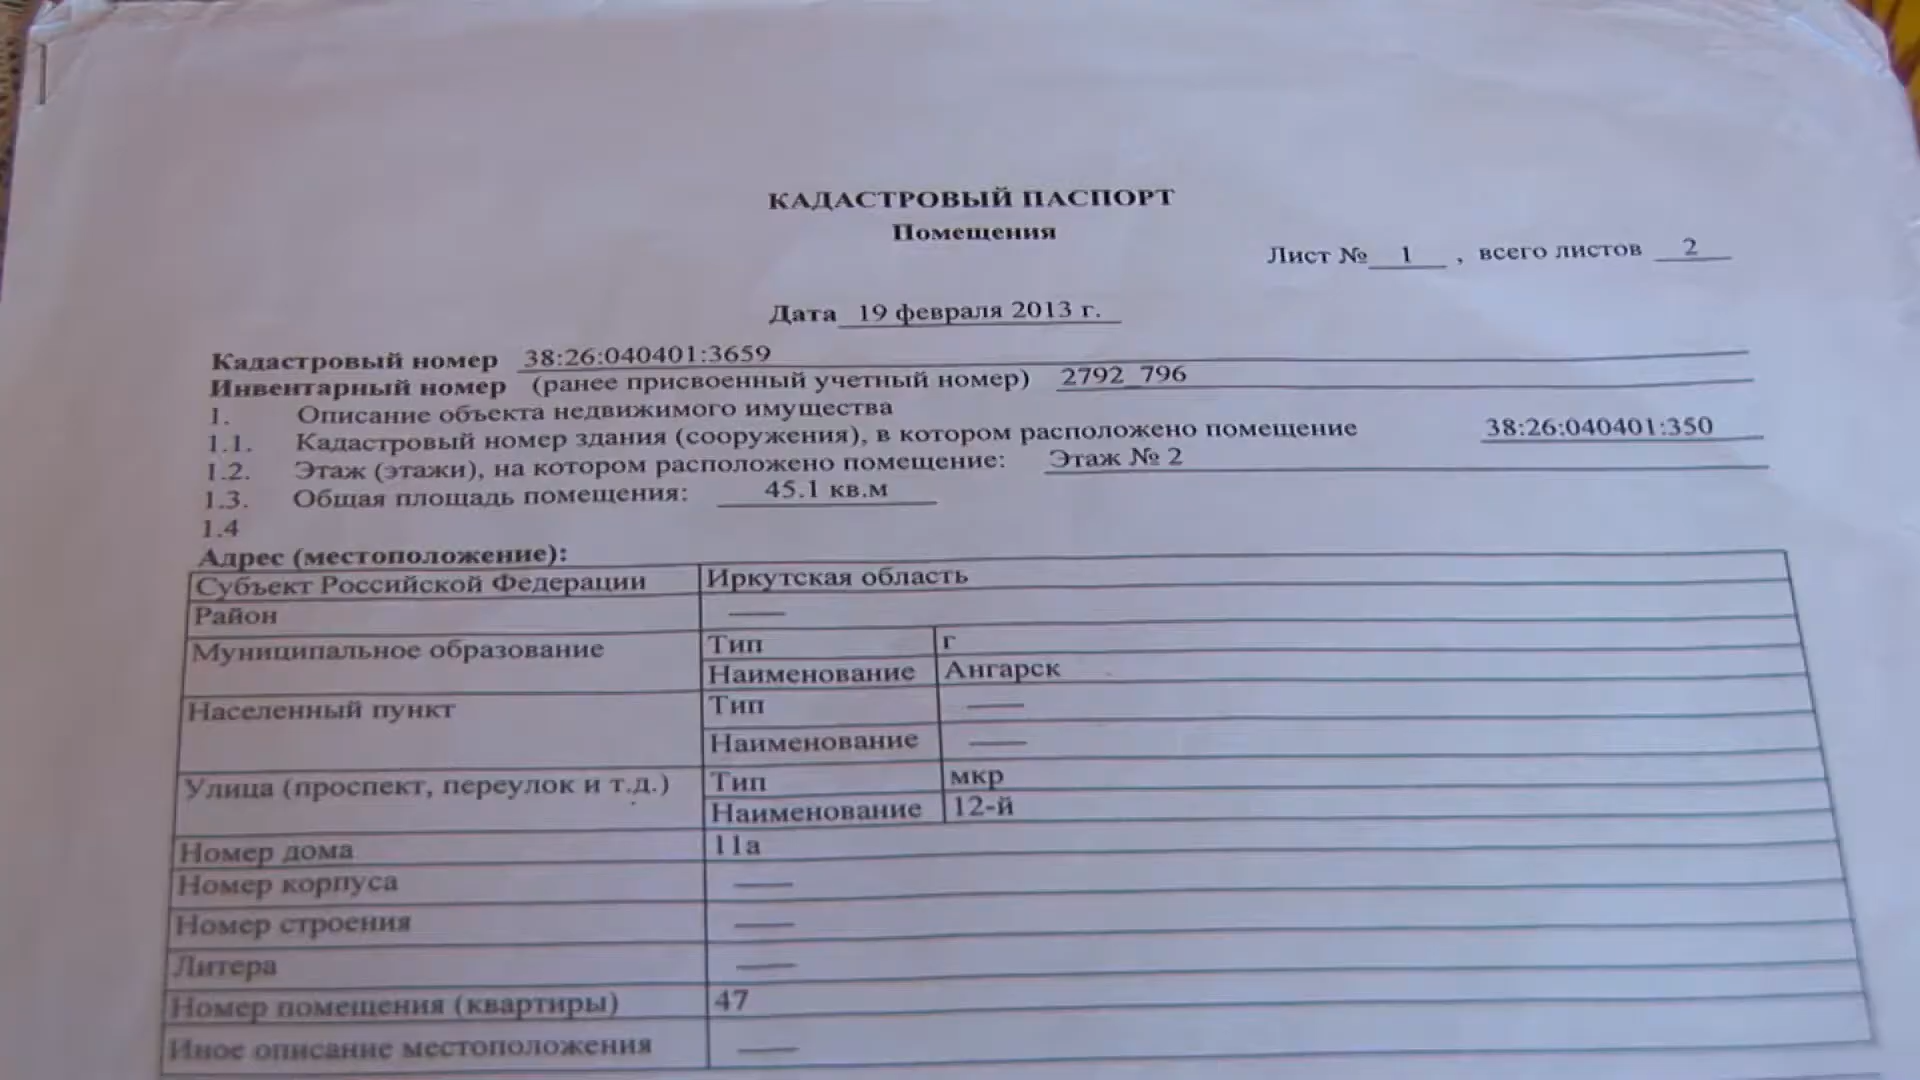 КАДАСТРОВЫЙ ПАСПОРТ
Помещения
Лист № 1 , всего листов 2
Дата 19 февраля 2013 г.
Кадастровый номер 38:26:040401:3659
Инвентарный номер (ранее присвоенный учетный номер) 2792_796
1. Описание объекта недвижимого имущества
1.1. Кадастровый номер здания (сооружения), в котором расположено помещение 38:26:040401:350
1.2. Этаж (этажи), на котором расположено помещение: Этаж № 2
1.3. Общая площадь помещения: 45.1 кв.м
1.4
Адрес (местоположение):
Субъект Российской Федерации Иркутская область
Район —
Муниципальное образование Тип г
Наименование Ангарск
Населенный пункт Тип —
Наименование —
Улица (проспект, переулок и т.д.) Тип мкр
Наименование 12-й
Номер дома 11а
Номер корпуса —
Номер строения —
Литера —
Номер помещения (квартиры) 47
Иное описание местоположения —